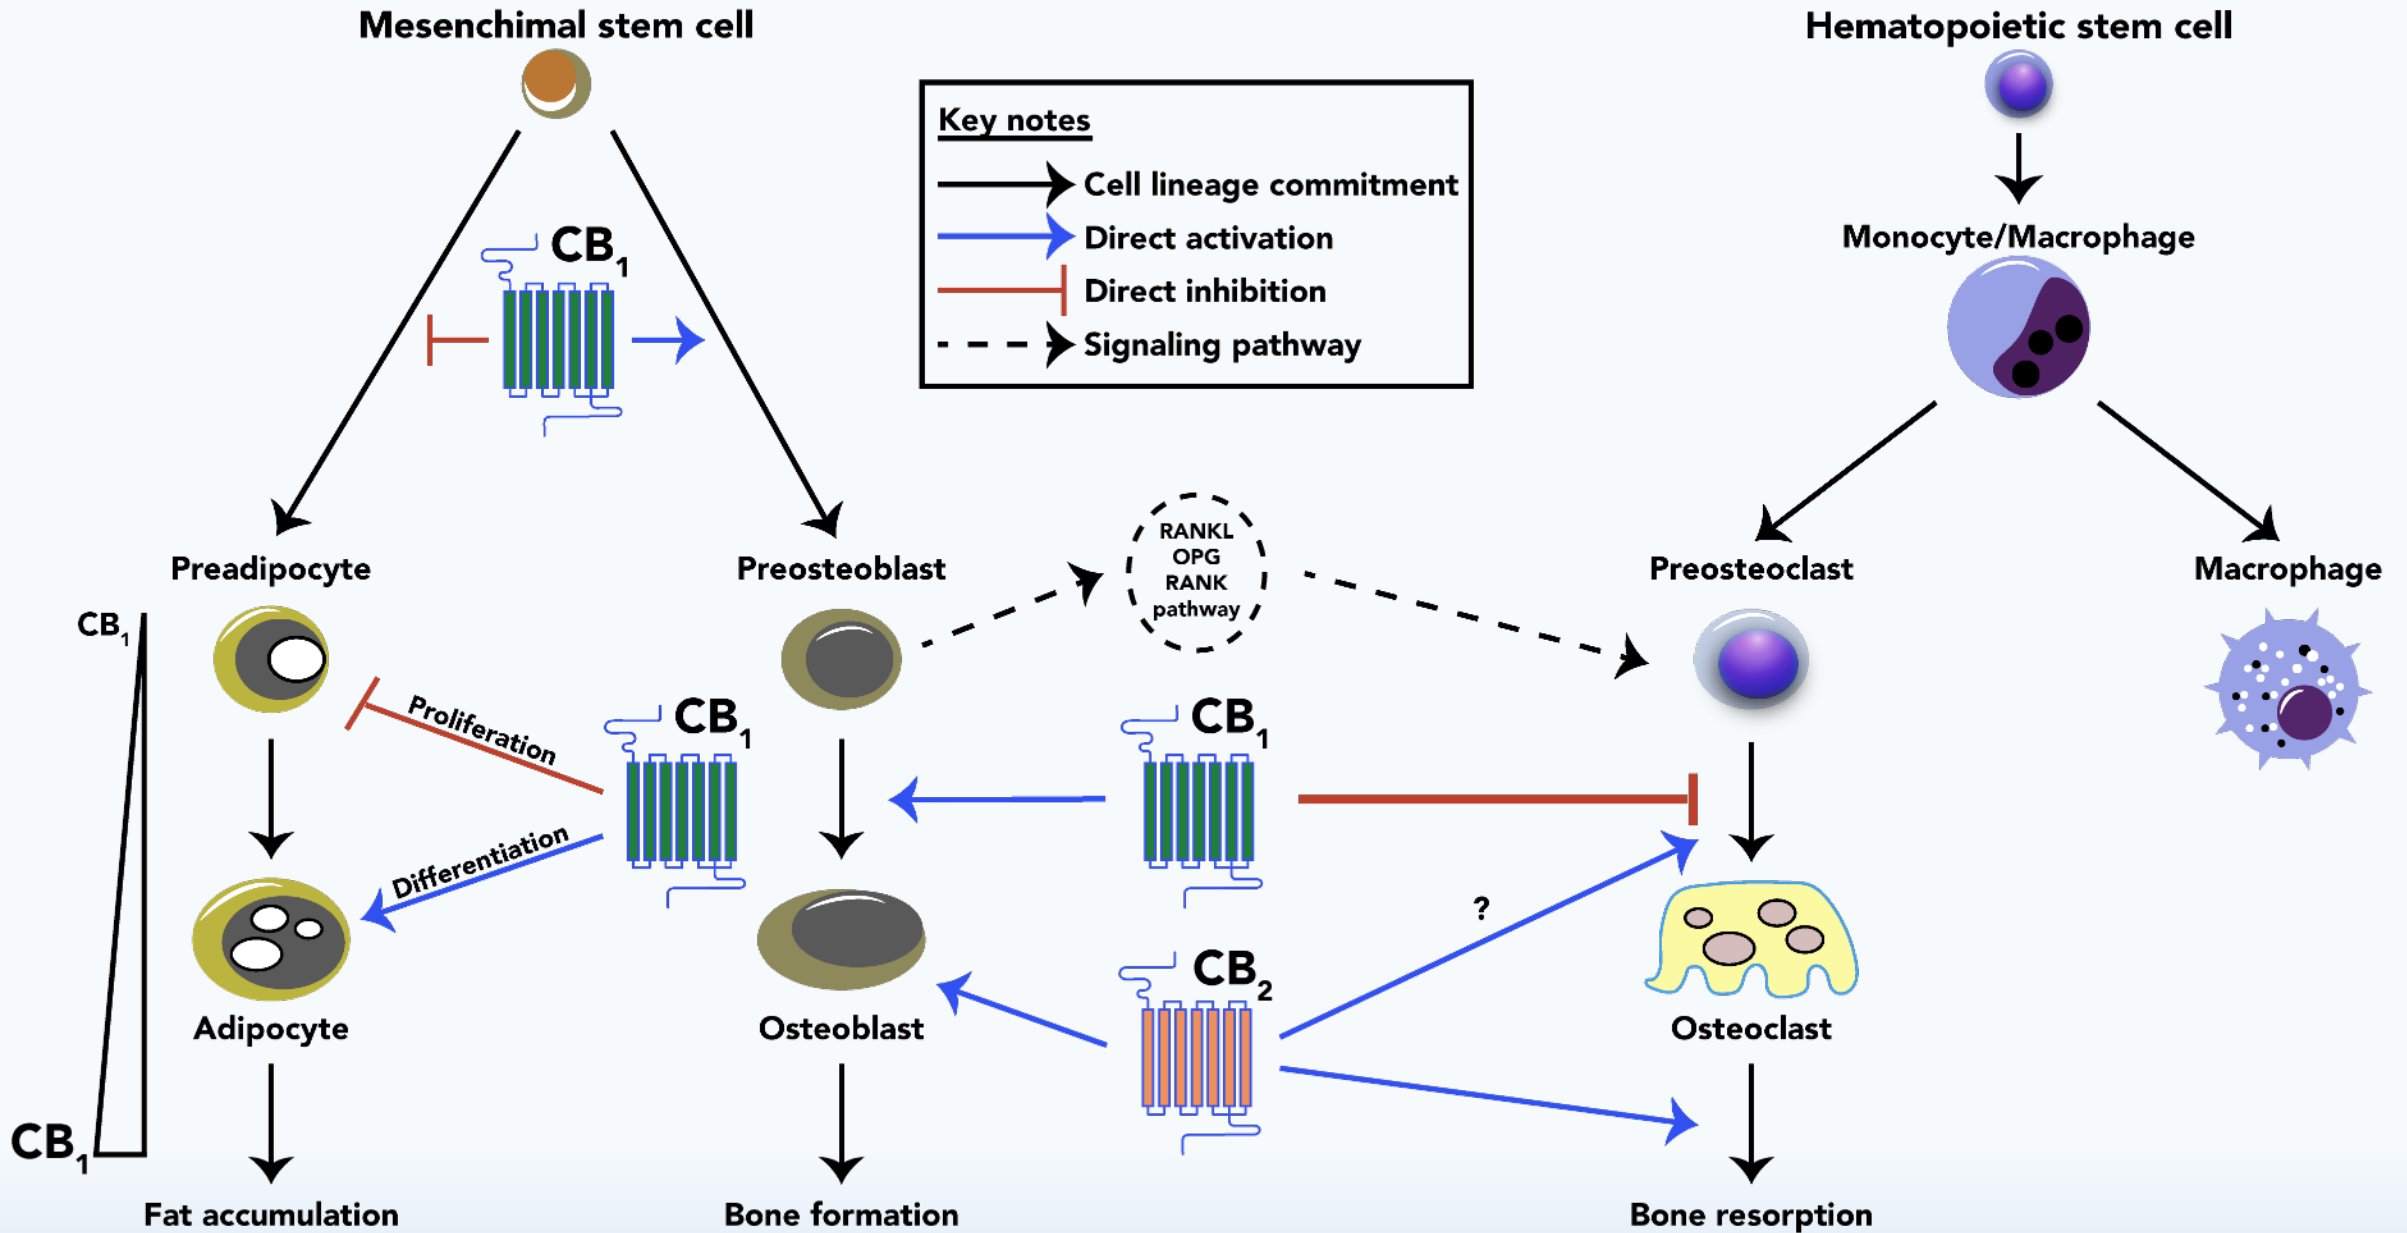 Mesenchimal stem cell
Hematopoietic stem cell
Key notes
Cell lineage commitment
Direct activation
Direct inhibition
Signaling pathway
CB1
Monocyte/Macrophage
RANKL
OPG
RANK
pathway
Preadipocyte
Preosteoblast
Preosteoclast
Macrophage
CB1
Proliferation
CB1
CB1
Differentiation
?
CB2
Adipocyte
Osteoblast
Osteoclast
CB1
Fat accumulation
Bone formation
Bone resorption